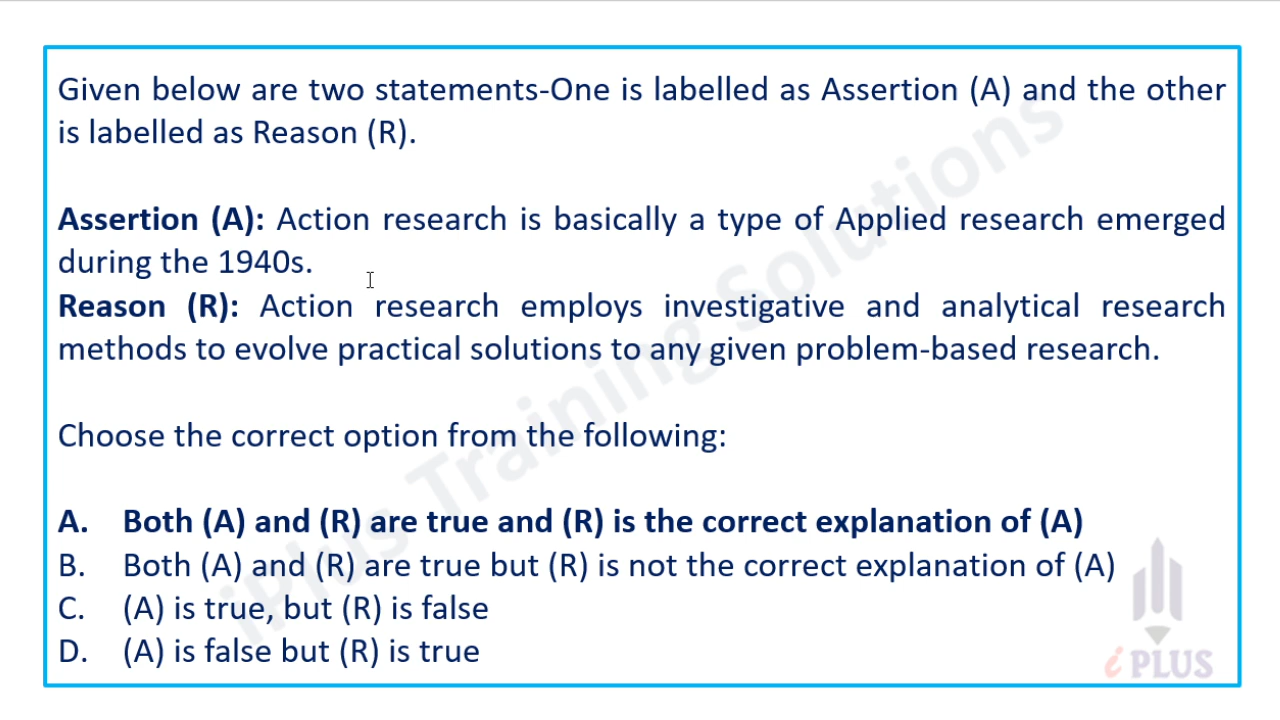 Given below are two statements-One is labelled as Assertion (A) and the other
is labelled as Reason (R).
Assertion (A): Action research is basically a type of Applied research emerged
during the 1940s.
Reason (R): Action research employs investigative and analytical research
methods to evolve practical solutions to any given problem-based research.
Choose the correct option from the following:
A. Both (A) and (R) are true and (R) is the correct explanation of (A)
B. Both (A) and (R) are true but (R) is not the correct explanation of (A)
C. (A) is true, but (R) is false
D. (A) is false but (R) is true
iPlus Training Solutions
i PLUS